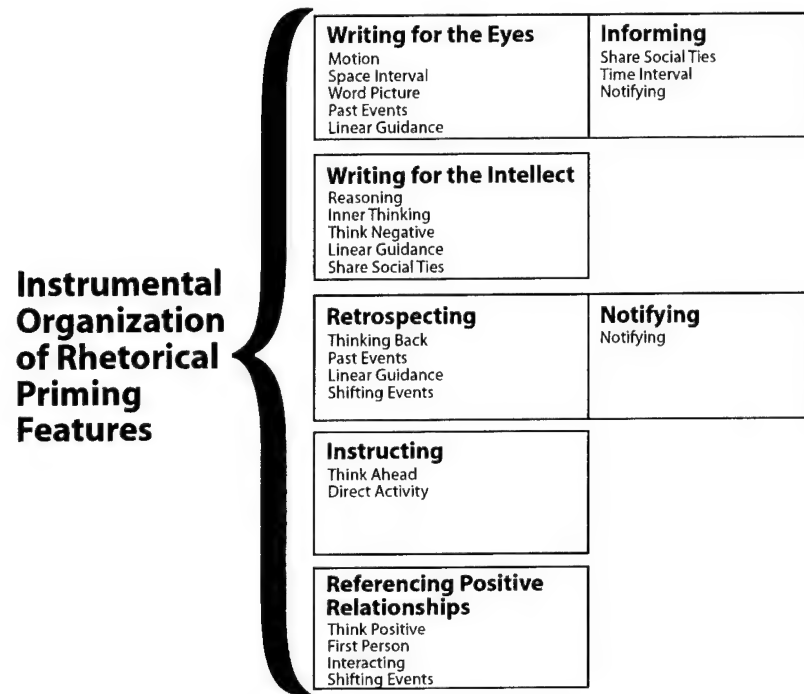 Instrumental
Organization
of Rhetorical
Priming
Features
Writing for the Eyes
Motion
Space Interval
Word Picture
Past Events
Linear Guidance
Informing
Share Social Ties
Time Interval
Notifying
Writing for the Intellect
Reasoning
Inner Thinking
Think Negative
Linear Guidance
Share Social Ties
Retrospecting
Thinking Back
Past Events
Linear Guidance
Shifting Events
Notifying
Notifying
Instructing
Think Ahead
Direct Activity
Referencing Positive
Relationships
Think Positive
First Person
Interacting
Shifting Events